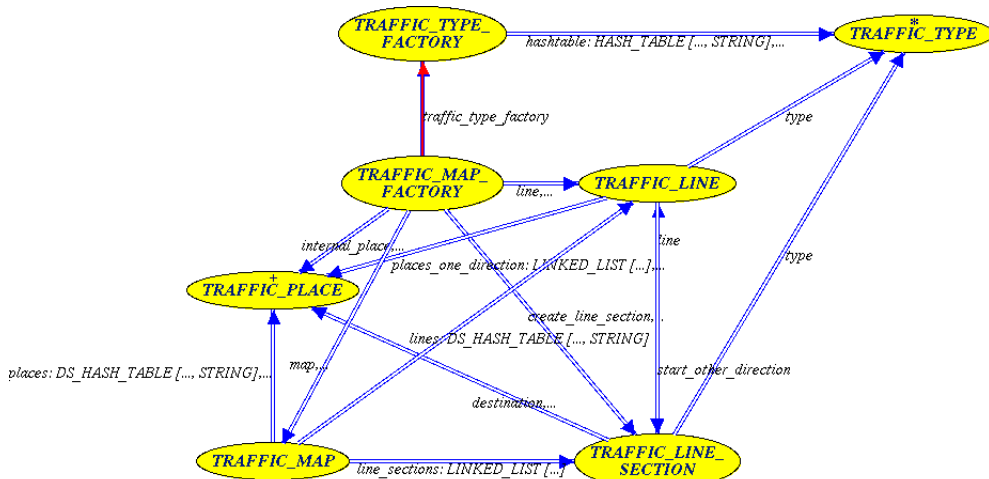 TRAFFIC_TYPE_
FACTORY
*
TRAFFIC_TYPE
hashtable: HASH_TABLE [..., STRING],...
traffic_type_factory
type
TRAFFIC_MAP_
FACTORY
line,...
TRAFFIC_LINE
internal_place,...
line
type
places_one_direction: LINKED_LIST [...],...
+
TRAFFIC_PLACE
create_line_section,...
lines: DS_HASH_TABLE [..., STRING]
map,...
places: DS_HASH_TABLE [..., STRING],...
start_other_direction
destination,...
TRAFFIC_MAP
line_sections: LINKED_LIST [...]
TRAFFIC_LINE_
SECTION